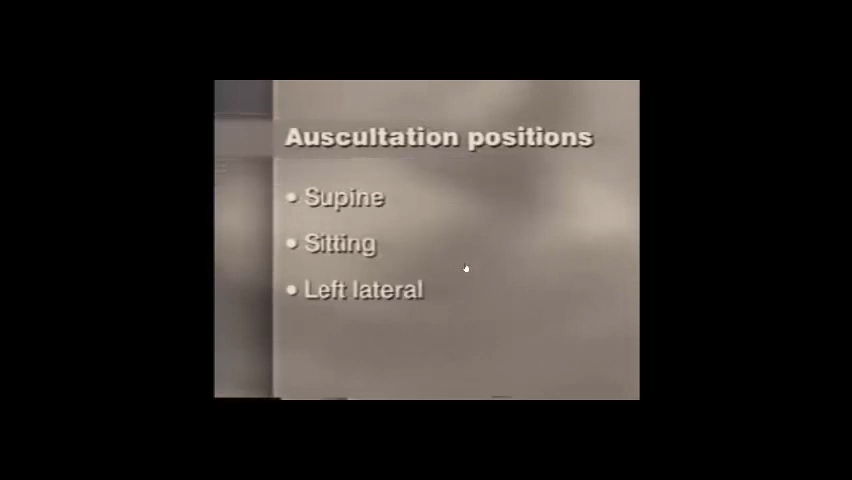 Auscultation positions
• Supine
• Sitting
• Left lateral